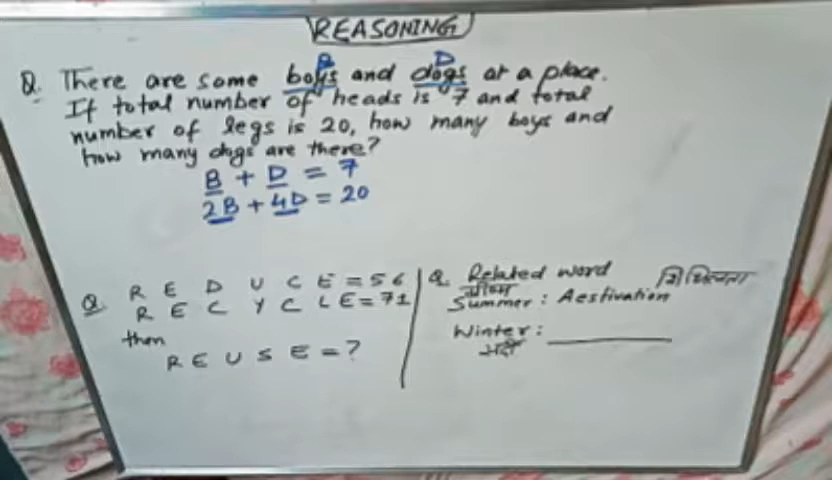 REASONING
B D
Q. There are some boys and dogs at a place.
If total number of heads is 7 and total
number of legs is 20, how many boys and
how many dogs are there?
B + D = 7
2B + 4D = 20
Q. R E D U C E = 56
R E C Y C L E = 71
then
R E U S E = ?
Q. Related word
ग्रीष्म
Summer : Aestivation
Winter :
सर्दी